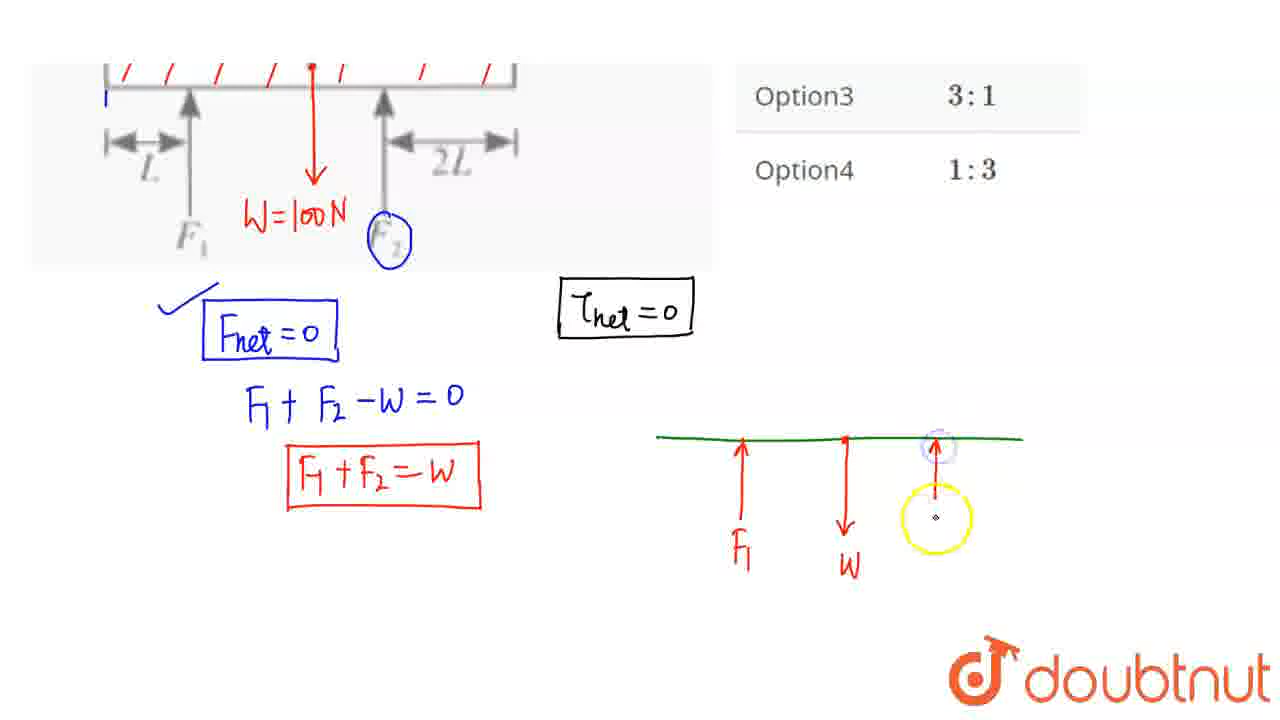 Option3 3 : 1
L 2L
Option4 1 : 3
W=100N
F1 F2
Fnet=0
τnet=0
F1 + F2 -W=0
F1+F2=W
F1
W
doubtnut